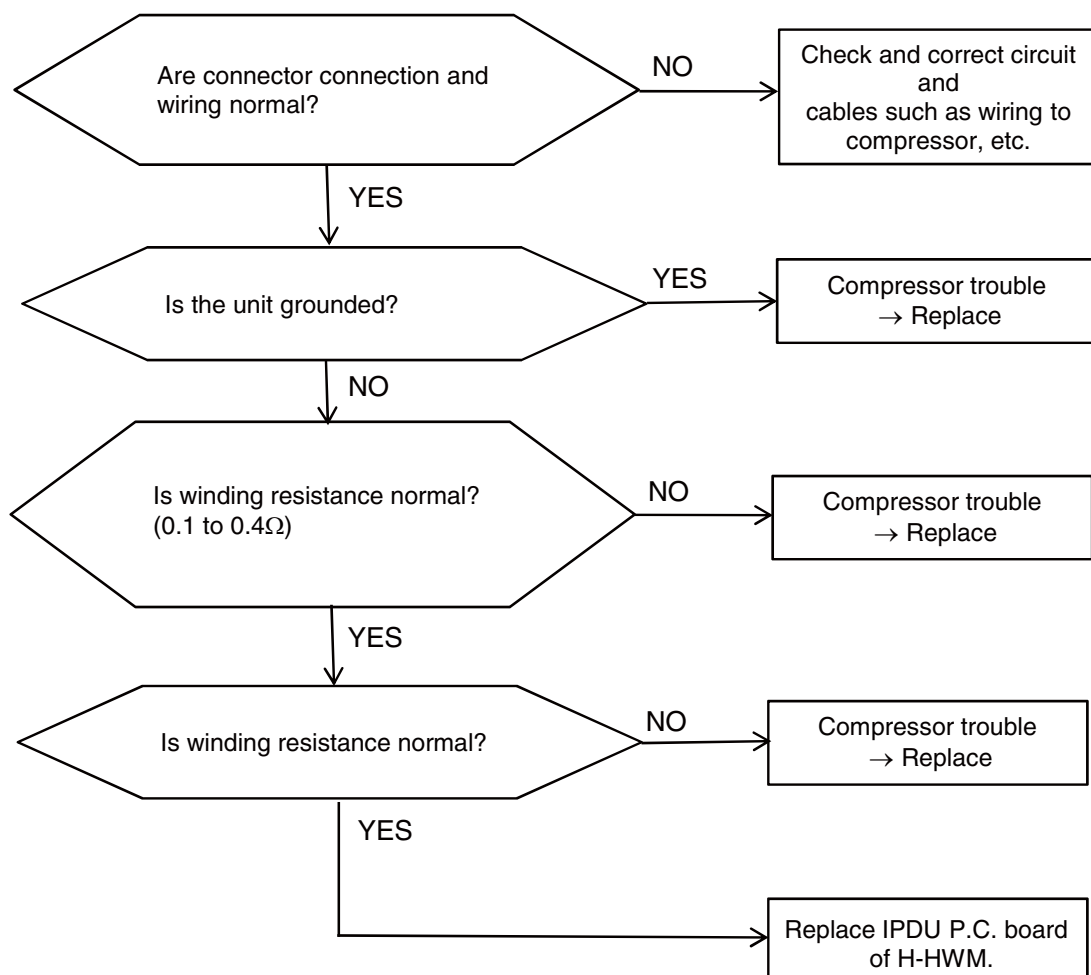 Are connector connection and
wiring normal?
NO
Check and correct circuit
and
cables such as wiring to
compressor, etc.
YES
Is the unit grounded?
YES
Compressor trouble
→ Replace
NO
Is winding resistance normal?
(0.1 to 0.4Ω)
NO
Compressor trouble
→ Replace
YES
Is winding resistance normal?
NO
Compressor trouble
→ Replace
YES
Replace IPDU P.C. board
of H-HWM.